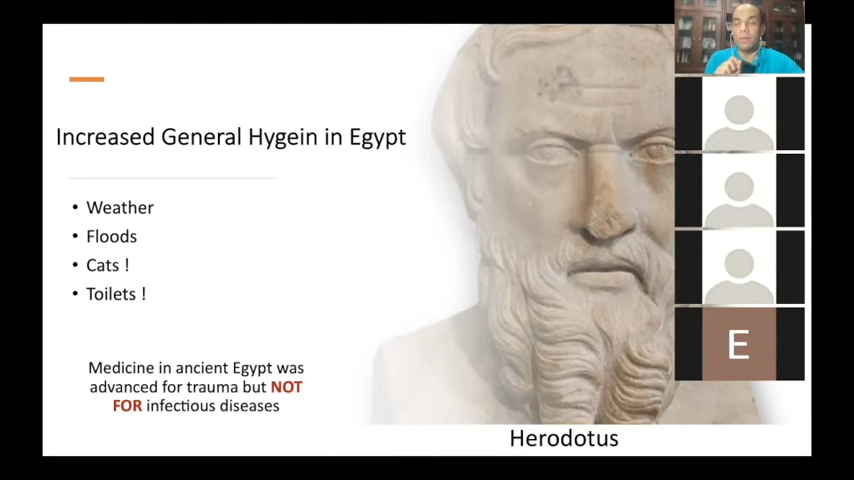 Increased General Hygein in Egypt
• Weather
• Floods
• Cats !
• Toilets !
Medicine in ancient Egypt was
advanced for trauma but NOT
FOR infectious diseases
Herodotus
E